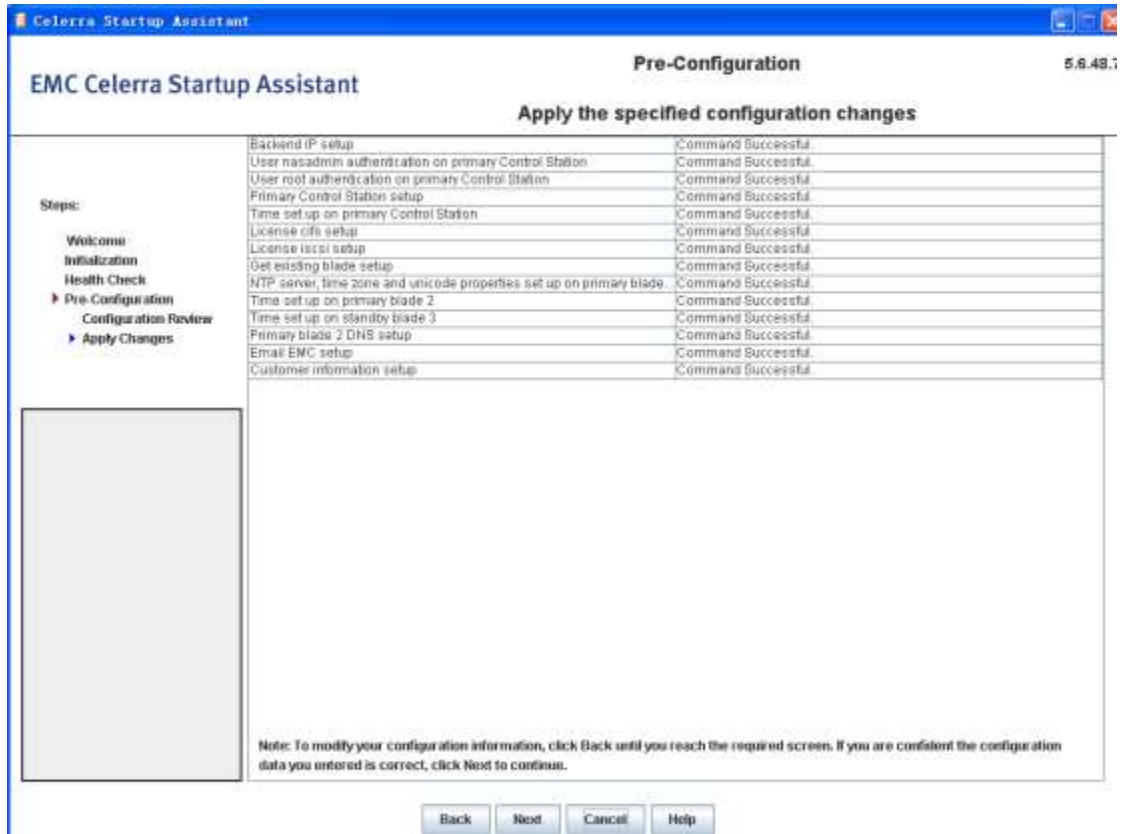 Celerra Startup Assistant
EMC Celerra Startup Assistant
Pre-Configuration
5.6.48.7
Apply the specified configuration changes
Steps:
Welcome
Initialization
Health Check
Pre-Configuration
Configuration Review
Apply Changes
Backend IP setup Command Successful.
User nasadmin authentication on primary Control Station Command Successful.
User root authentication on primary Control Station Command Successful.
Primary Control Station setup Command Successful.
Time set up on primary Control Station Command Successful.
License cifs setup Command Successful.
License iscsi setup Command Successful.
Get existing blade setup Command Successful.
NTP server, time zone and unicode properties set up on primary blade. Command Successful.
Time set up on primary blade 2 Command Successful.
Time set up on standby blade 3 Command Successful.
Primary blade 2 DNS setup Command Successful.
Email EMC setup Command Successful.
Customer information setup Command Successful.
Note: To modify your configuration information, click Back until you reach the required screen. If you are confident the configuration
data you entered is correct, click Next to continue.
Back Next Cancel Help